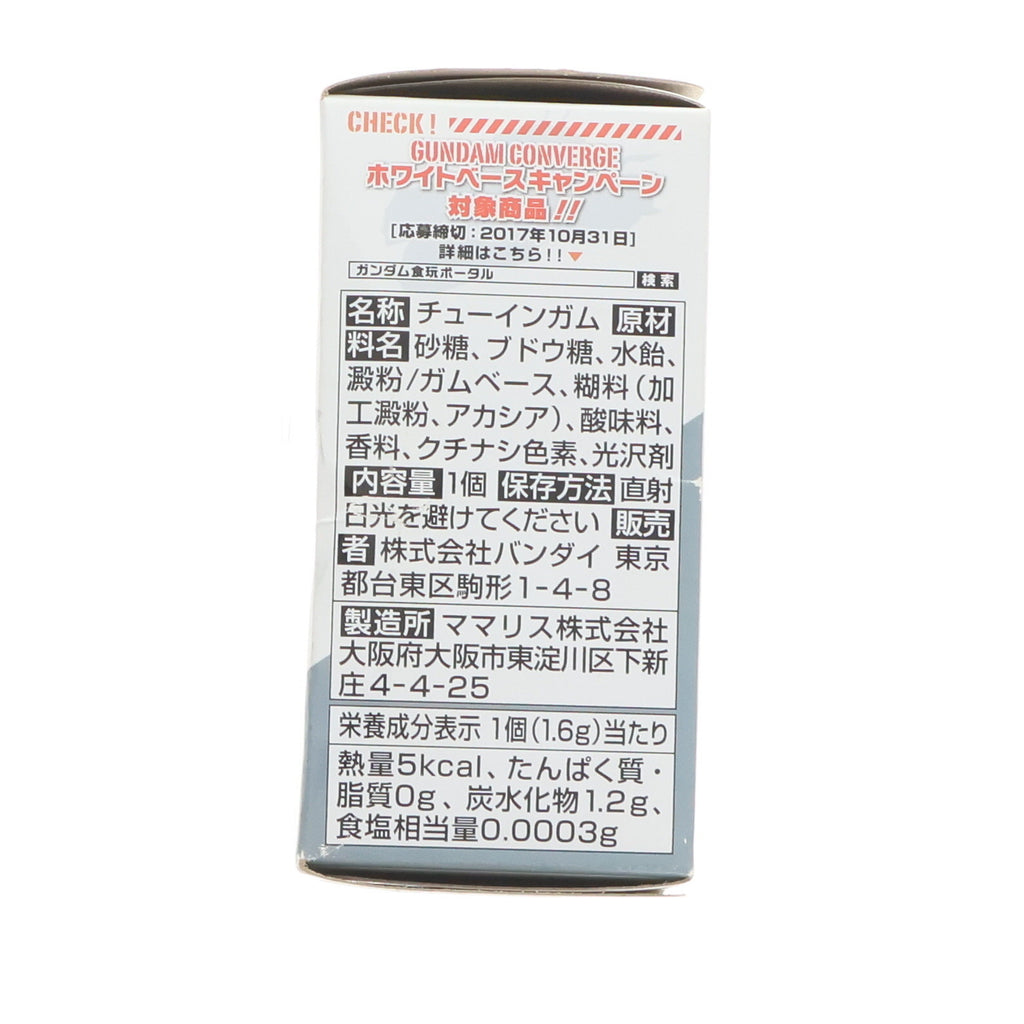 CHECK!
GUNDAM CONVERGE
ホワイトベースキャンペーン
対象商品!!
[応募締切:2017年10月31日]
詳細はこちら!!▼
ガンダム食玩ポータル 検索
名称 チューインガム 原材
料名 砂糖、ブドウ糖、水飴、
澱粉/ガムベース、糊料(加
工澱粉、アカシア)、酸味料、
香料、クチナシ色素、光沢剤
内容量 1個 保存方法 直射
日光を避けてください 販売
者 株式会社バンダイ 東京
都台東区駒形1-4-8
製造所 ママリス株式会社
大阪府大阪市東淀川区下新
庄4-4-25
栄養成分表示 1個(1.6g)当たり
熱量5kcal、たんぱく質・
脂質0g、炭水化物1.2g、
食塩相当量0.0003g